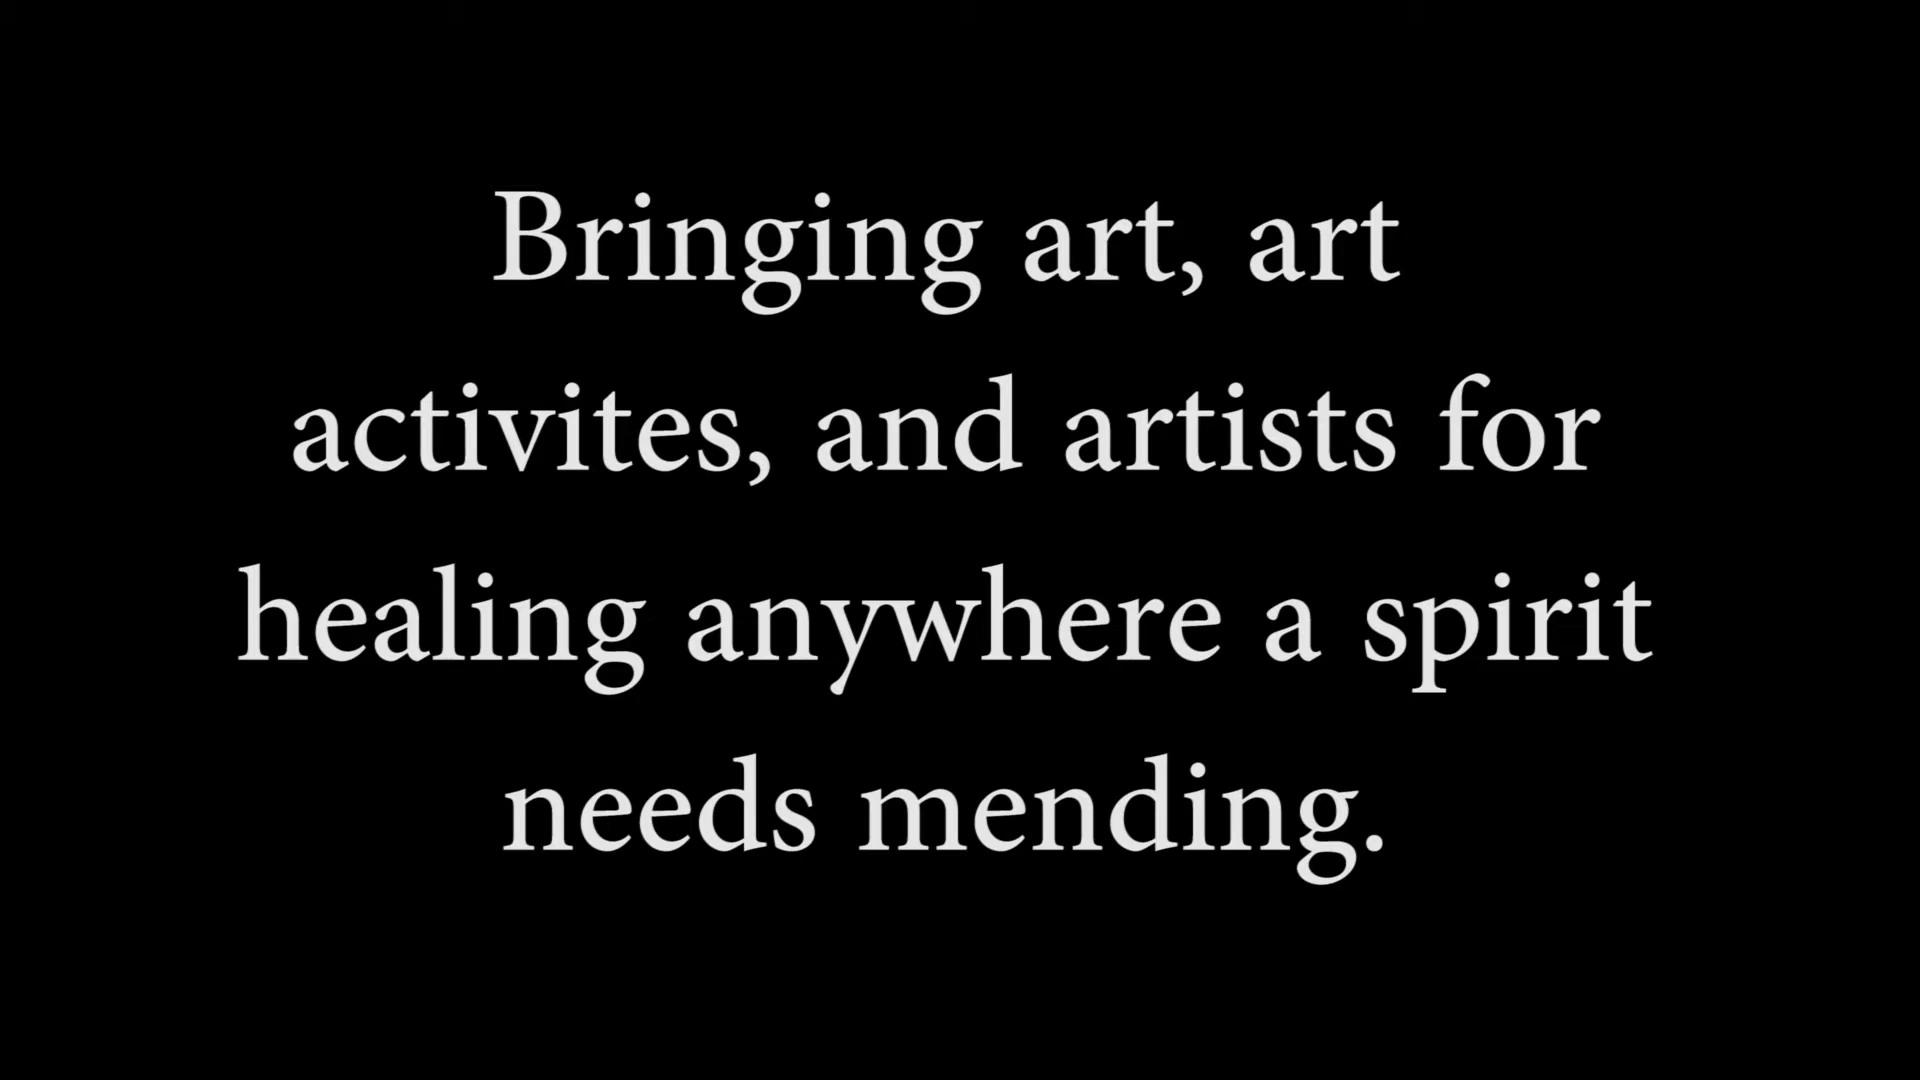 Bringing art, art
activites, and artists for
healing anywhere a spirit
needs mending.